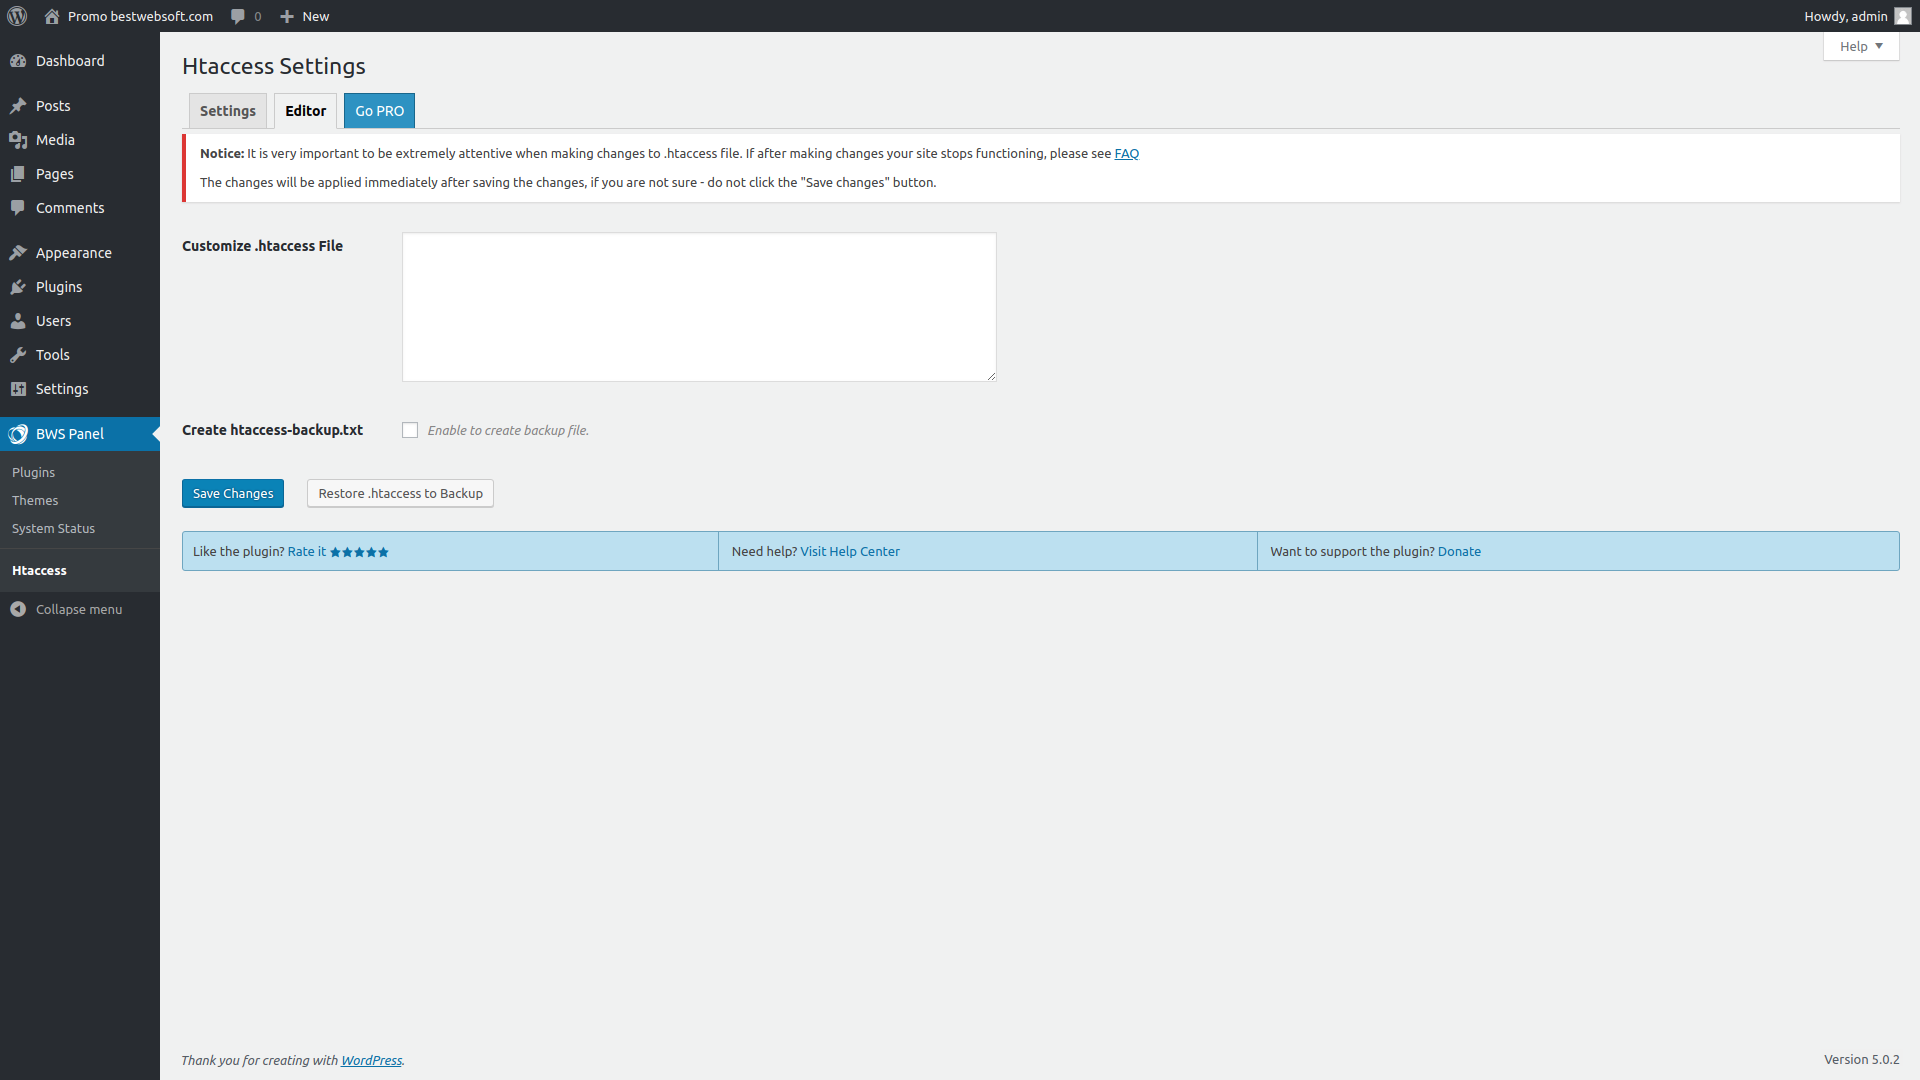 Promo bestwebsoft.com 0 New Howdy, admin
Help
Dashboard
Posts
Media
Pages
Comments
Appearance
Plugins
Users
Tools
Settings
BWS Panel
Plugins
Themes
System Status
Htaccess
Collapse menu
Htaccess Settings
Settings Editor Go PRO
Notice: It is very important to be extremely attentive when making changes to .htaccess file. If after making changes your site stops functioning, please see FAQ
The changes will be applied immediately after saving the changes, if you are not sure - do not click the "Save changes" button.
Customize .htaccess File
Create htaccess-backup.txt Enable to create backup file.
Save Changes Restore .htaccess to Backup
Like the plugin? Rate it ★★★★★ Need help? Visit Help Center Want to support the plugin? Donate
Thank you for creating with WordPress. Version 5.0.2